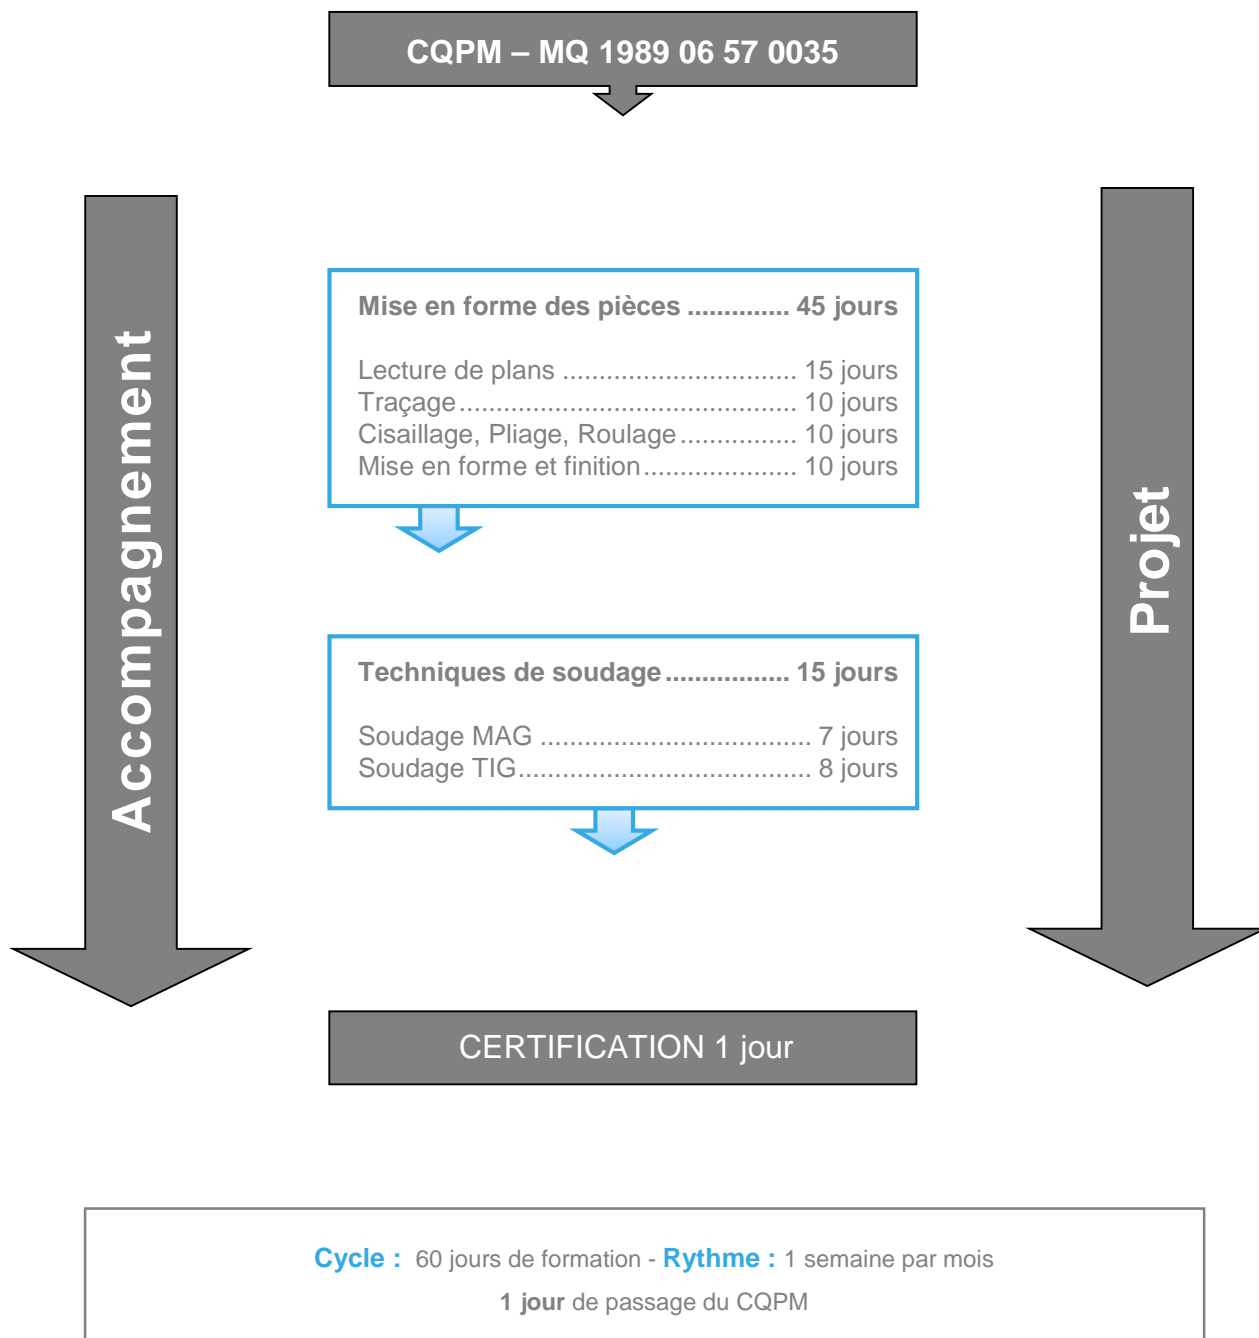 CQPM – MQ 1989 06 57 0035
Accompagnement
Mise en forme des pièces .............. 45 jours
Lecture de plans ................................ 15 jours
Traçage.............................................. 10 jours
Cisaillage, Pliage, Roulage................ 10 jours
Mise en forme et finition..................... 10 jours
Techniques de soudage................. 15 jours
Soudage MAG ..................................... 7 jours
Soudage TIG........................................ 8 jours
Projet
CERTIFICATION 1 jour
Cycle : 60 jours de formation - Rythme : 1 semaine par mois
1 jour de passage du CQPM